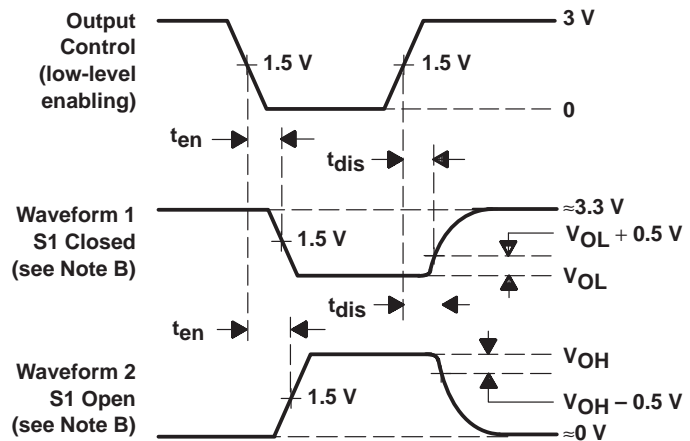 Output
Control
(low-level
enabling)
3 V
1.5 V
1.5 V
0
ten
tdis
Waveform 1
S1 Closed
(see Note B)
≈3.3 V
1.5 V
VOL + 0.5 V
VOL
ten
tdis
Waveform 2
S1 Open
(see Note B)
1.5 V
VOH
VOH − 0.5 V
≈0 V